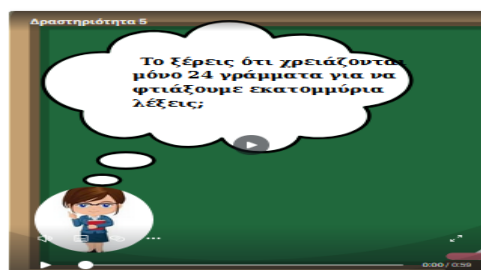 Δραστηριότητα 5
Το ξέρεις ότι χρειάζονται
μόνο 24 γράμματα για να
φτιάξουμε εκατομμύρια
λέξεις;
0:00 / 0:59